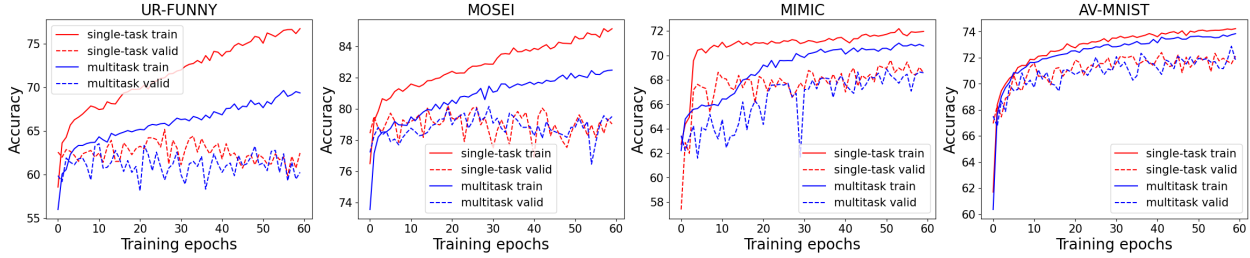 UR-FUNNY
Accuracy
75
70
65
60
55
single-task train
single-task valid
multitask train
multitask valid
0 10 20 30 40 50 60
Training epochs
MOSEI
Accuracy
84
82
80
78
76
74
single-task train
single-task valid
multitask train
multitask valid
0 10 20 30 40 50 60
Training epochs
MIMIC
Accuracy
72
70
68
66
64
62
60
58
single-task train
single-task valid
multitask train
multitask valid
0 10 20 30 40 50 60
Training epochs
AV-MNIST
Accuracy
74
72
70
68
66
64
62
60
single-task train
single-task valid
multitask train
multitask valid
0 10 20 30 40 50 60
Training epochs